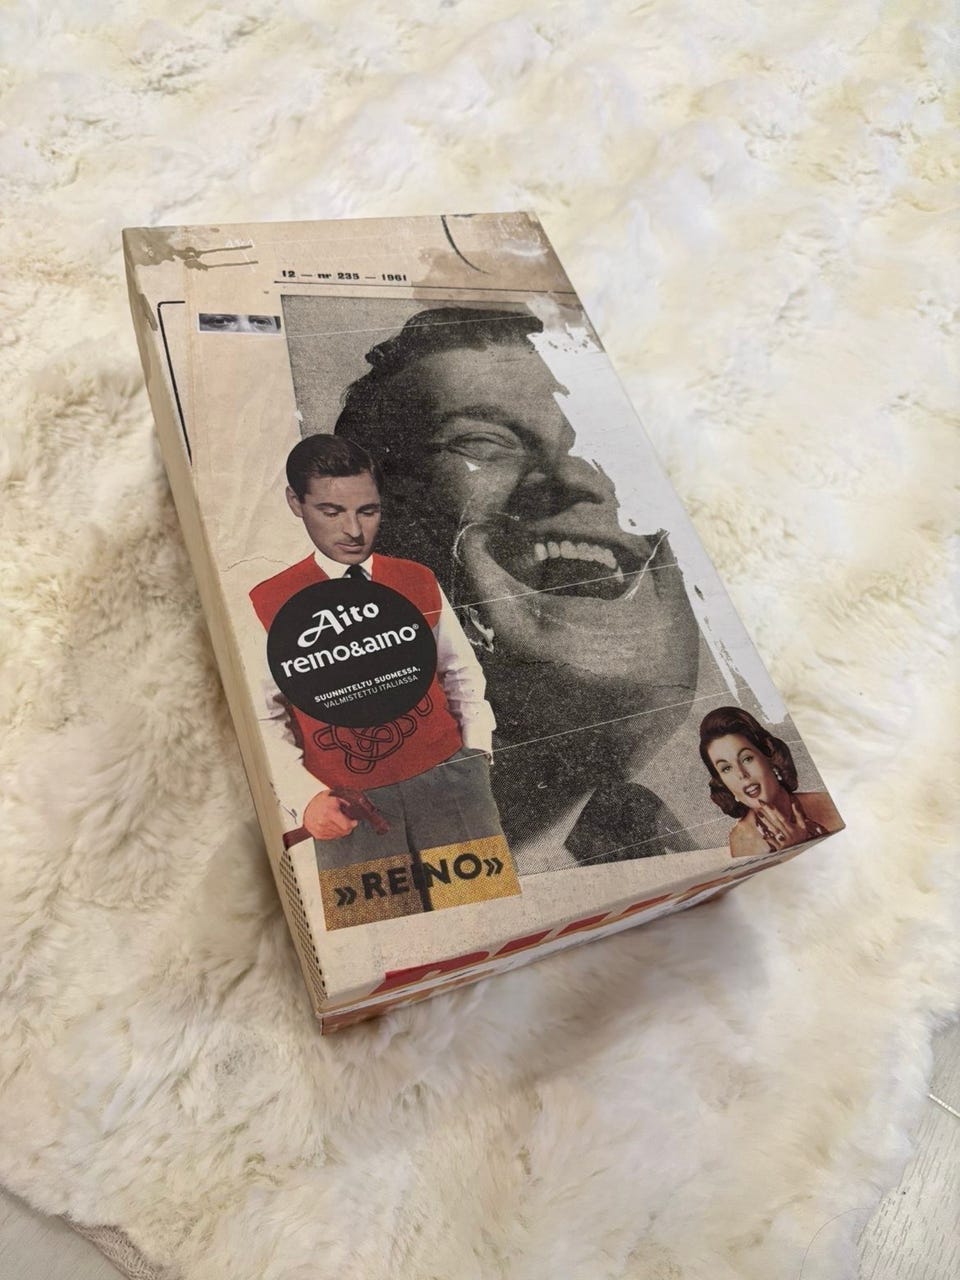 12 — nr 235 — 1961
Aito
reino&aino®
SUUNNITELTU SUOMESSA,
VALMISTETTU ITALIASSA
»REINO»